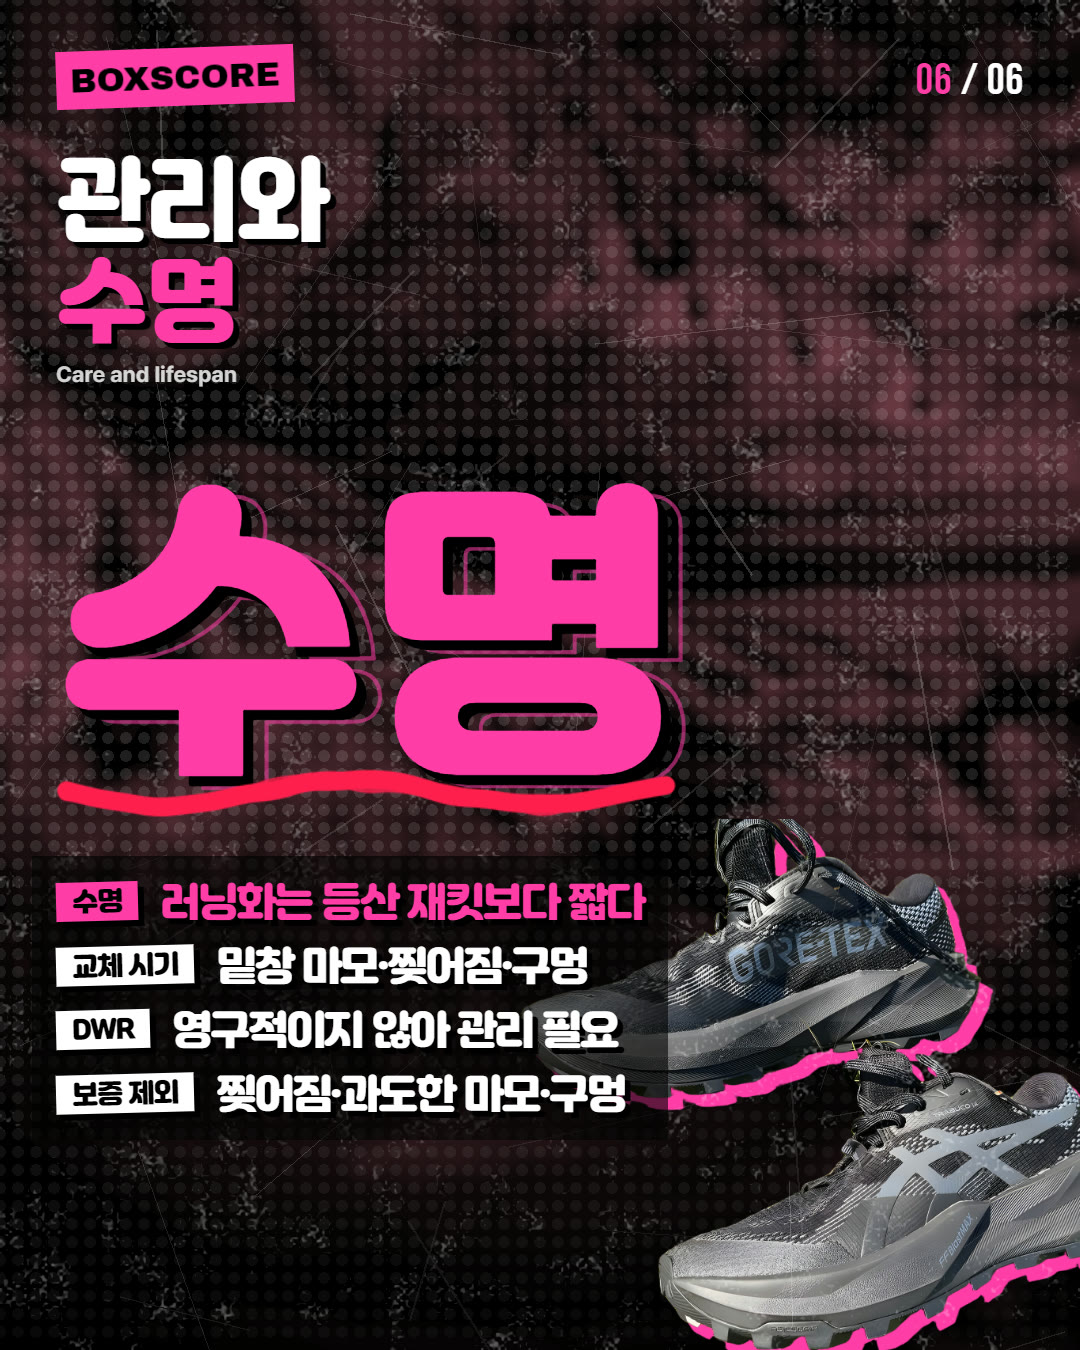 BOXSCORE
06 / 06
관리와
수명
Care and lifespan
수명
수명 러닝화는 등산 재킷보다 짧다
교체 시기 밑창 마모·찢어짐·구멍
DWR 영구적이지 않아 관리 필요
보증 제외 찢어짐·과도한 마모·구멍
GORE-TEX
FF BLAST MAX